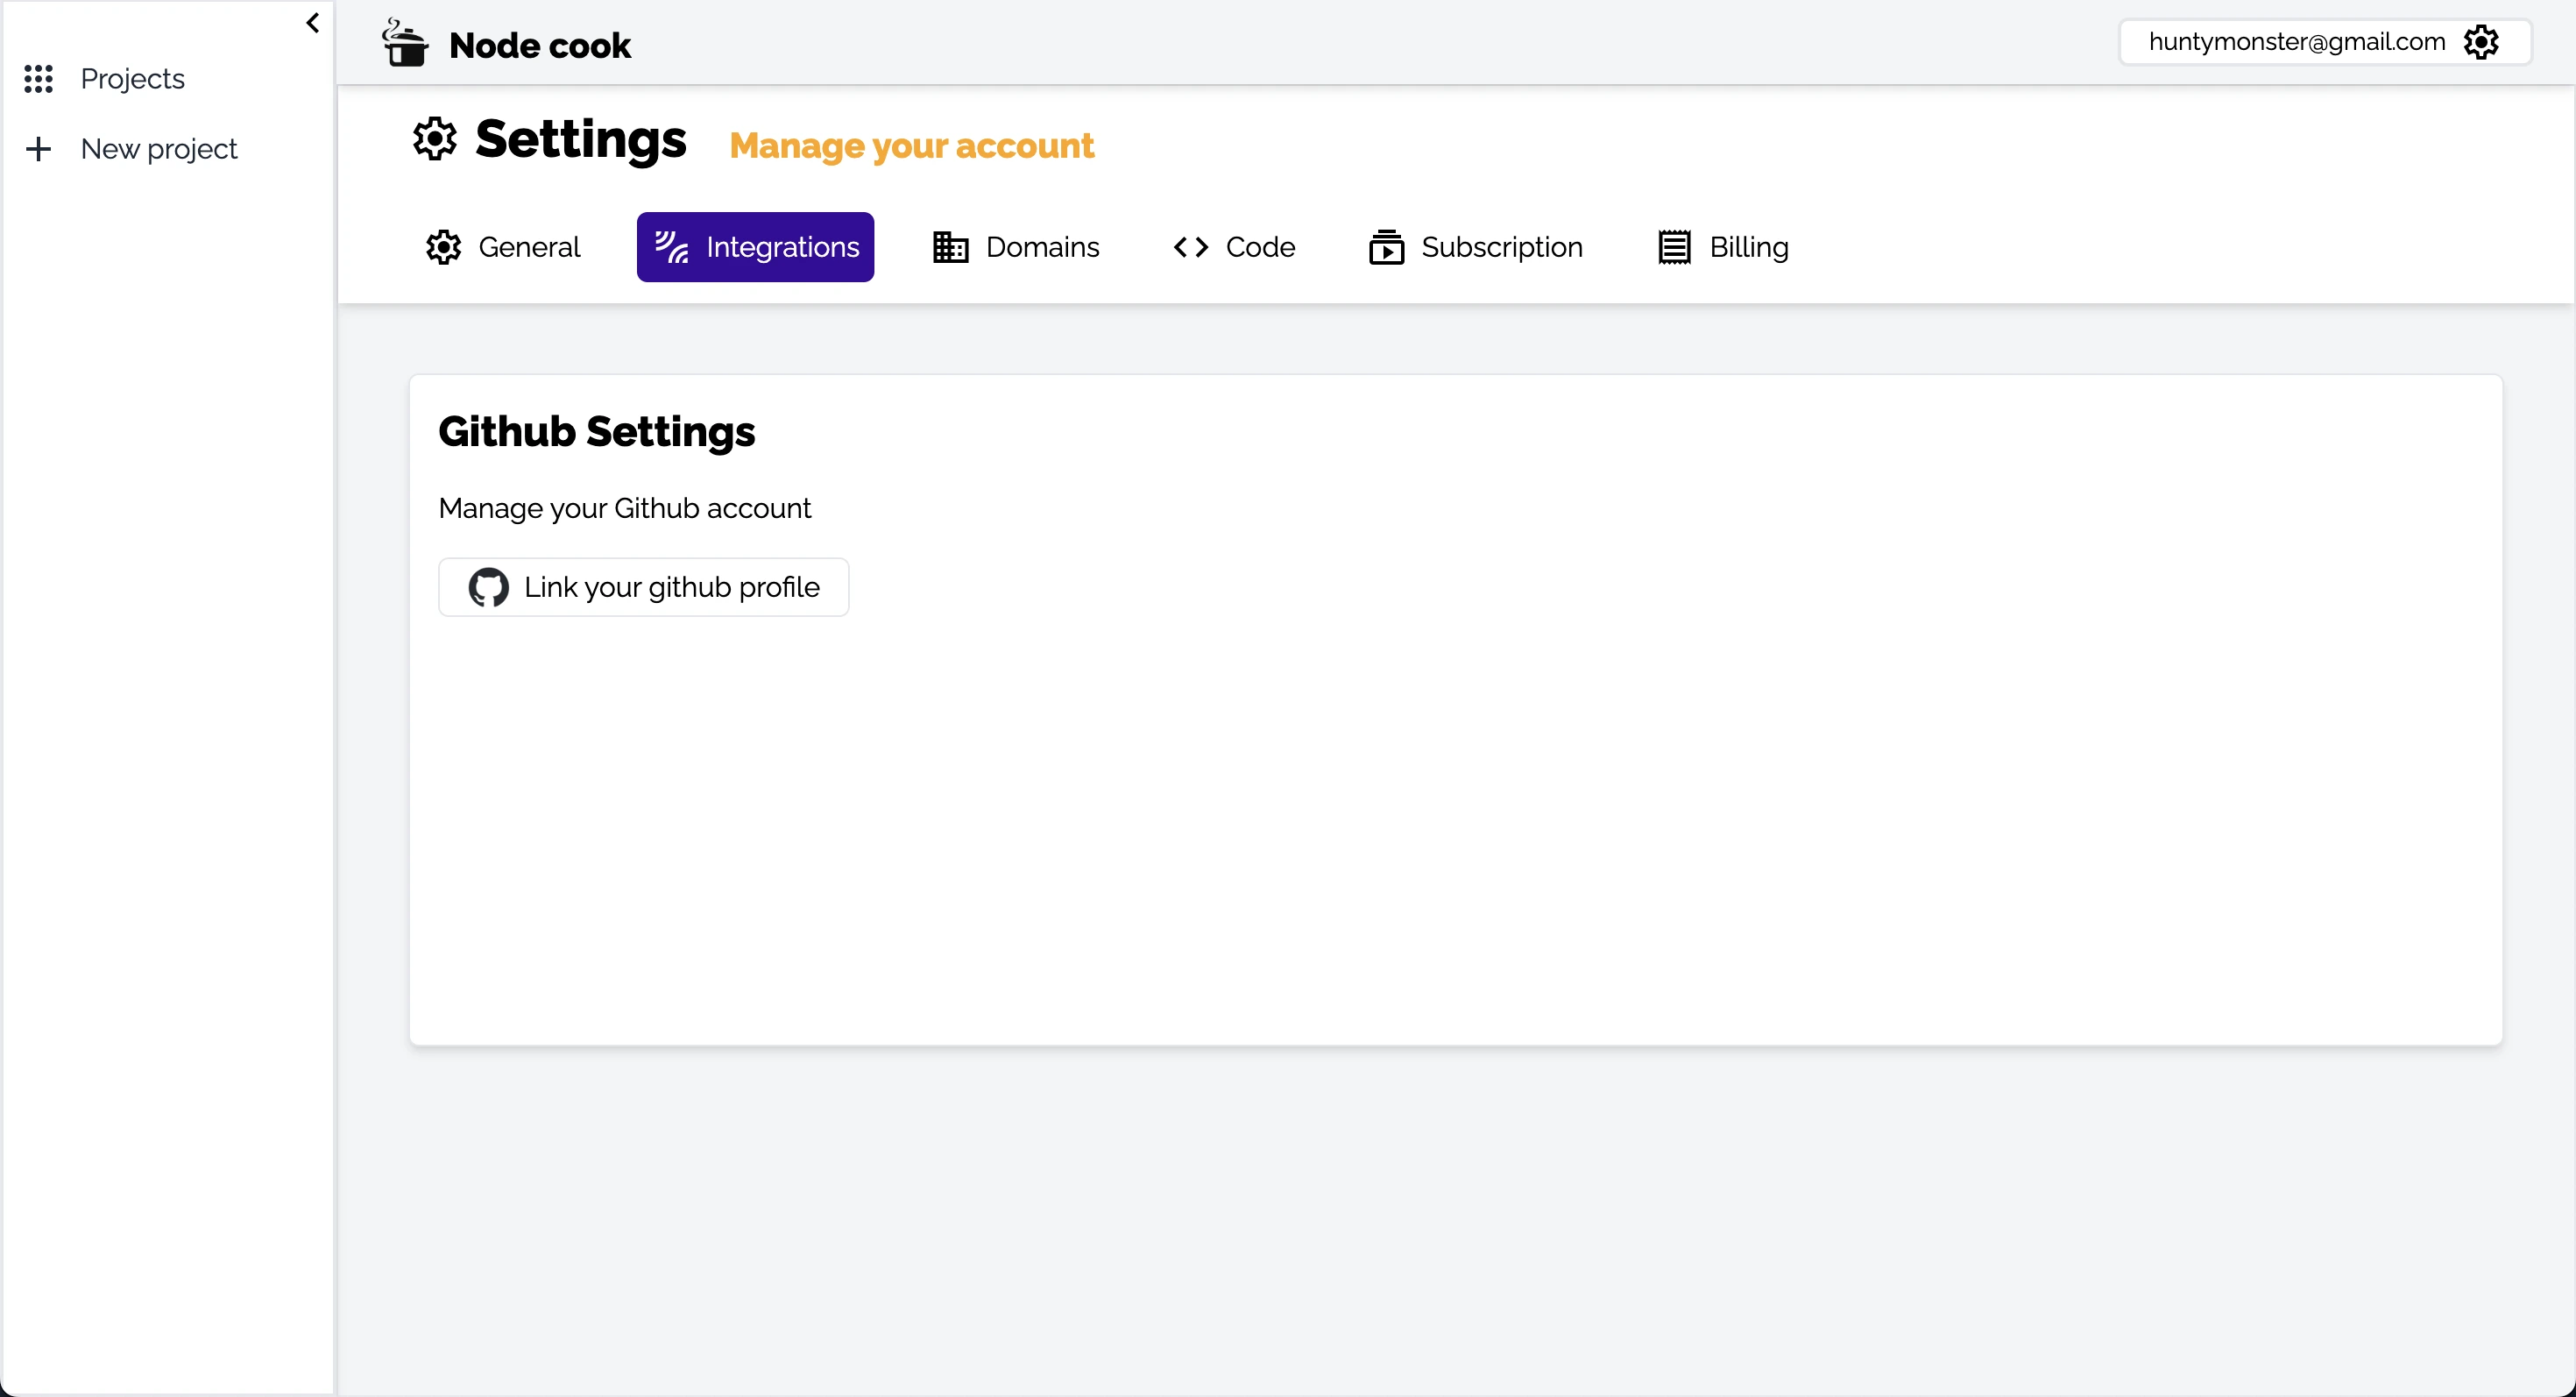 Projects
New project
Node cook
huntymonster@gmail.com
Settings
Manage your account
General
Integrations
Domains
Code
Subscription
Billing
Github Settings
Manage your Github account
Link your github profile